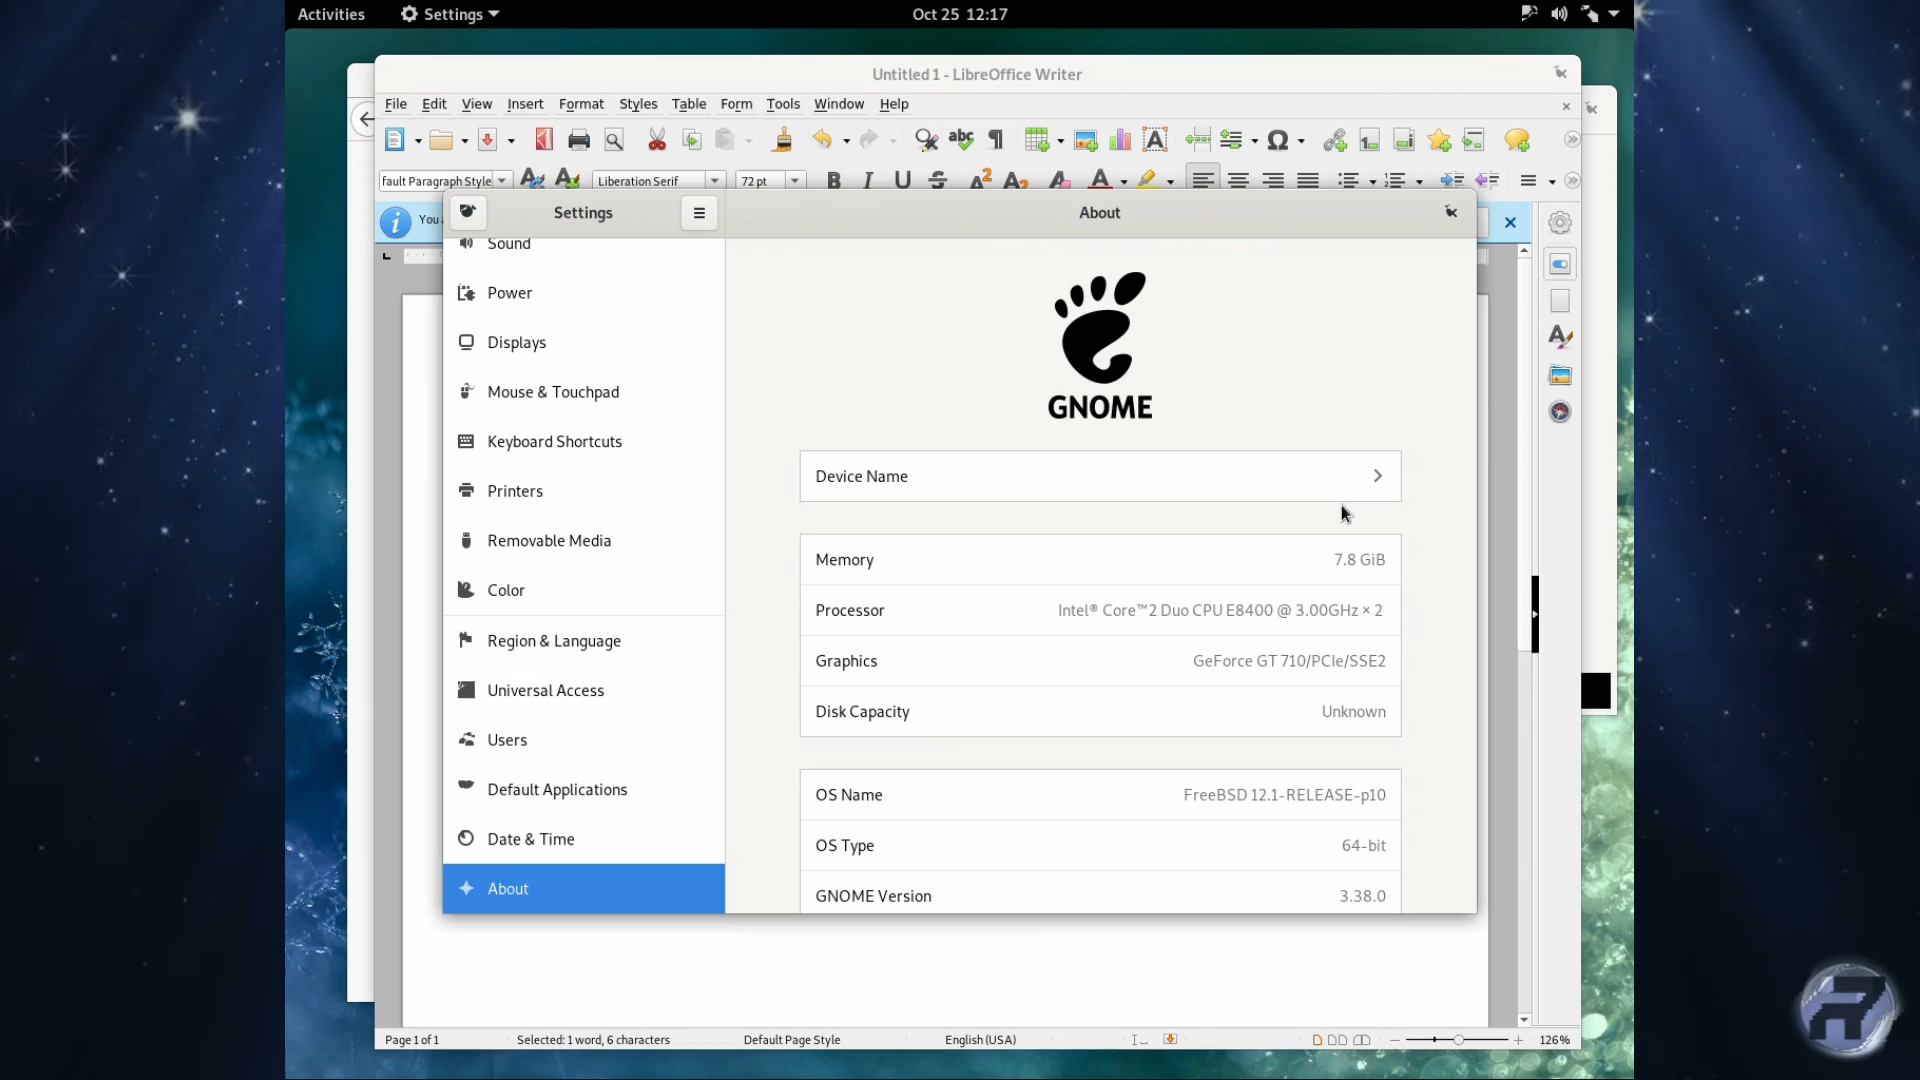 Activities Settings Oct 25 12:17
Untitled 1 - LibreOffice Writer
File Edit View Insert Format Styles Table Form Tools Window Help
abc
fault Paragraph Style Liberation Serif 72 pt
You
Settings About
Sound
Power
Displays
Mouse & Touchpad
Keyboard Shortcuts
Printers
Removable Media
Color
Region & Language
Universal Access
Users
Default Applications
Date & Time
About
GNOME
Device Name
Memory 7.8 GiB
Processor Intel® Core™2 Duo CPU E8400 @ 3.00GHz × 2
Graphics GeForce GT 710/PCIe/SSE2
Disk Capacity Unknown
OS Name FreeBSD 12.1-RELEASE-p10
OS Type 64-bit
GNOME Version 3.38.0
Page 1 of 1 Selected: 1 word, 6 characters Default Page Style English (USA) 126%